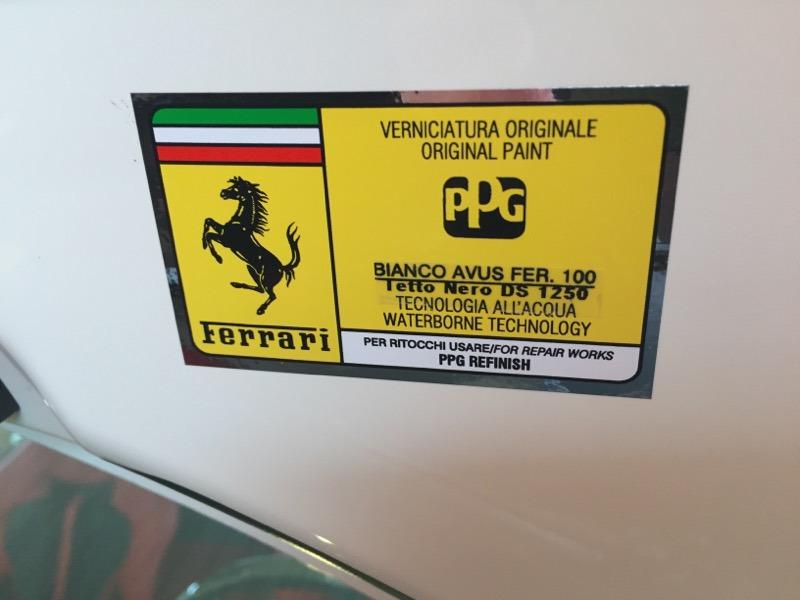 VERNICIATURA ORIGINALE
ORIGINAL PAINT
PPG
BIANCO AVUS FER. 100
Tetto Nero DS 1250
TECNOLOGIA ALL'ACQUA
WATERBORNE TECHNOLOGY
Ferrari
PER RITOCCHI USARE/FOR REPAIR WORKS
PPG REFINISH